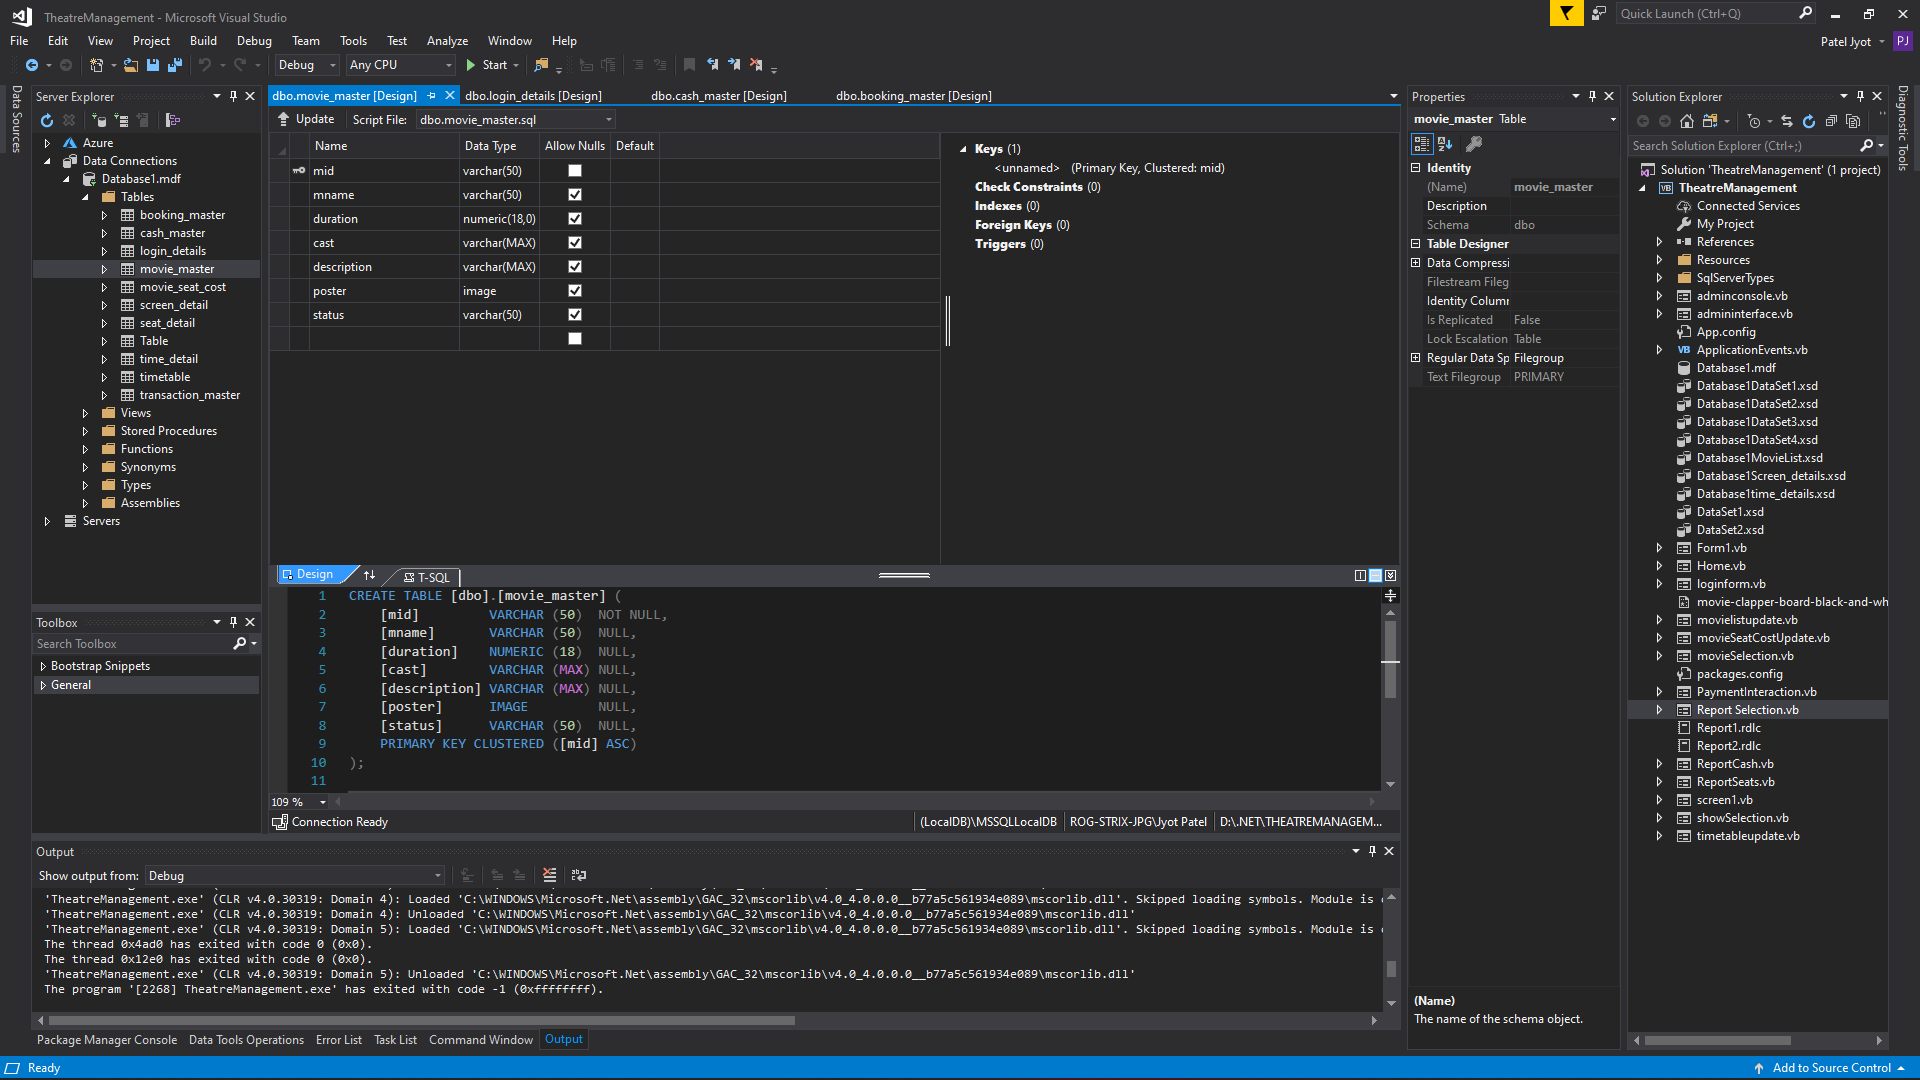 TheatreManagement - Microsoft Visual Studio
Quick Launch (Ctrl+Q)
File Edit View Project Build Debug Team Tools Test Analyze Window Help
Patel Jyot PJ
Debug Any CPU Start
Data Sources
Server Explorer
Azure
Data Connections
Database1.mdf
Tables
booking_master
cash_master
login_details
movie_master
movie_seat_cost
screen_detail
seat_detail
Table
time_detail
timetable
transaction_master
Views
Stored Procedures
Functions
Synonyms
Types
Assemblies
Servers
Toolbox
Search Toolbox
Bootstrap Snippets
General
dbo.movie_master [Design] dbo.login_details [Design] dbo.cash_master [Design] dbo.booking_master [Design]
Update Script File: dbo.movie_master.sql
Name Data Type Allow Nulls Default
mid varchar(50)
mname varchar(50)
duration numeric(18,0)
cast varchar(MAX)
description varchar(MAX)
poster image
status varchar(50)
Keys (1)
<unnamed> (Primary Key, Clustered: mid)
Check Constraints (0)
Indexes (0)
Foreign Keys (0)
Triggers (0)
Design T-SQL
1 CREATE TABLE [dbo].[movie_master] (
2 [mid] VARCHAR (50) NOT NULL,
3 [mname] VARCHAR (50) NULL,
4 [duration] NUMERIC (18) NULL,
5 [cast] VARCHAR (MAX) NULL,
6 [description] VARCHAR (MAX) NULL,
7 [poster] IMAGE NULL,
8 [status] VARCHAR (50) NULL,
9 PRIMARY KEY CLUSTERED ([mid] ASC)
10 );
11
109 %
Connection Ready (LocalDB)\MSSQLLocalDB ROG-STRIX-JPG\Jyot Patel D:\.NET\THEATREMANAGEM...
Output
Show output from: Debug
'TheatreManagement.exe' (CLR v4.0.30319: Domain 4): Loaded 'C:\WINDOWS\Microsoft.Net\assembly\GAC_32\mscorlib\v4.0_4.0.0.0__b77a5c561934e089\mscorlib.dll'. Skipped loading symbols. Module is
'TheatreManagement.exe' (CLR v4.0.30319: Domain 4): Unloaded 'C:\WINDOWS\Microsoft.Net\assembly\GAC_32\mscorlib\v4.0_4.0.0.0__b77a5c561934e089\mscorlib.dll'
'TheatreManagement.exe' (CLR v4.0.30319: Domain 5): Loaded 'C:\WINDOWS\Microsoft.Net\assembly\GAC_32\mscorlib\v4.0_4.0.0.0__b77a5c561934e089\mscorlib.dll'. Skipped loading symbols. Module is
The thread 0x4ad0 has exited with code 0 (0x0).
The thread 0x12e0 has exited with code 0 (0x0).
'TheatreManagement.exe' (CLR v4.0.30319: Domain 5): Unloaded 'C:\WINDOWS\Microsoft.Net\assembly\GAC_32\mscorlib\v4.0_4.0.0.0__b77a5c561934e089\mscorlib.dll'
The program '[2268] TheatreManagement.exe' has exited with code -1 (0xffffffff).
Package Manager Console Data Tools Operations Error List Task List Command Window Output
Properties
movie_master Table
Identity
(Name) movie_master
Description
Schema dbo
Table Designer
Data Compressi
Filestream Fileg
Identity Colum
Is Replicated False
Lock Escalation Table
Regular Data Sp Filegroup
Text Filegroup PRIMARY
(Name)
The name of the schema object.
Solution Explorer
Search Solution Explorer (Ctrl+;)
Solution 'TheatreManagement' (1 project)
TheatreManagement
Connected Services
My Project
References
Resources
SqlServerTypes
adminconsole.vb
admininterface.vb
App.config
ApplicationEvents.vb
Database1.mdf
Database1DataSet1.xsd
Database1DataSet2.xsd
Database1DataSet3.xsd
Database1DataSet4.xsd
Database1MovieList.xsd
Database1Screen_details.xsd
Database1time_details.xsd
DataSet1.xsd
DataSet2.xsd
Form1.vb
Home.vb
loginform.vb
movie-clapper-board-black-and-wh
movielistupdate.vb
movieSeatCostUpdate.vb
movieSelection.vb
packages.config
PaymentInteraction.vb
Report Selection.vb
Report1.rdlc
Report2.rdlc
ReportCash.vb
ReportSeats.vb
screen1.vb
showSelection.vb
timetableupdate.vb
Diagnostic Tools
Ready
Add to Source Control